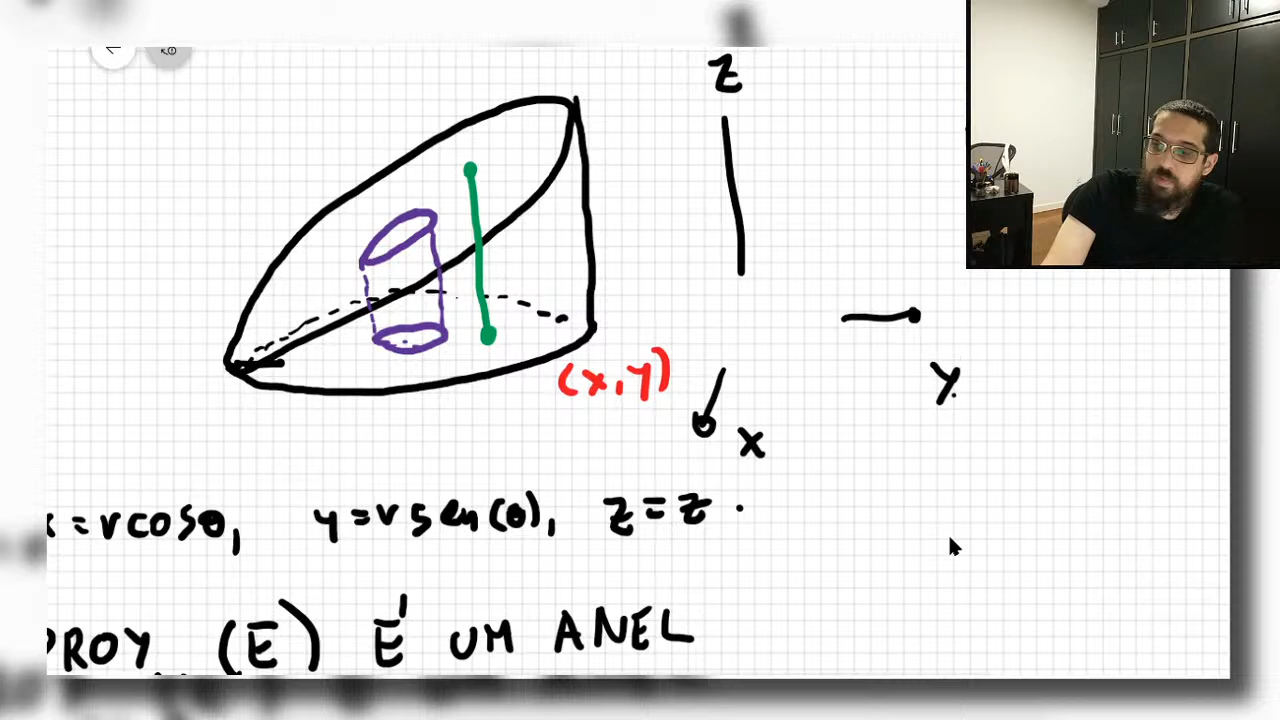 z
(x,y)
y
x
x = r cos θ, y = r sen(θ), z = z.
PROY (E) É UM ANEL